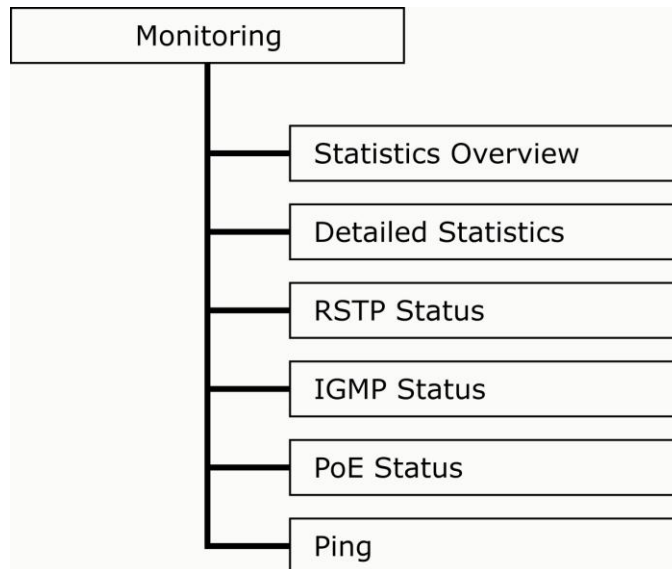 Monitoring
Statistics Overview
Detailed Statistics
RSTP Status
IGMP Status
PoE Status
Ping